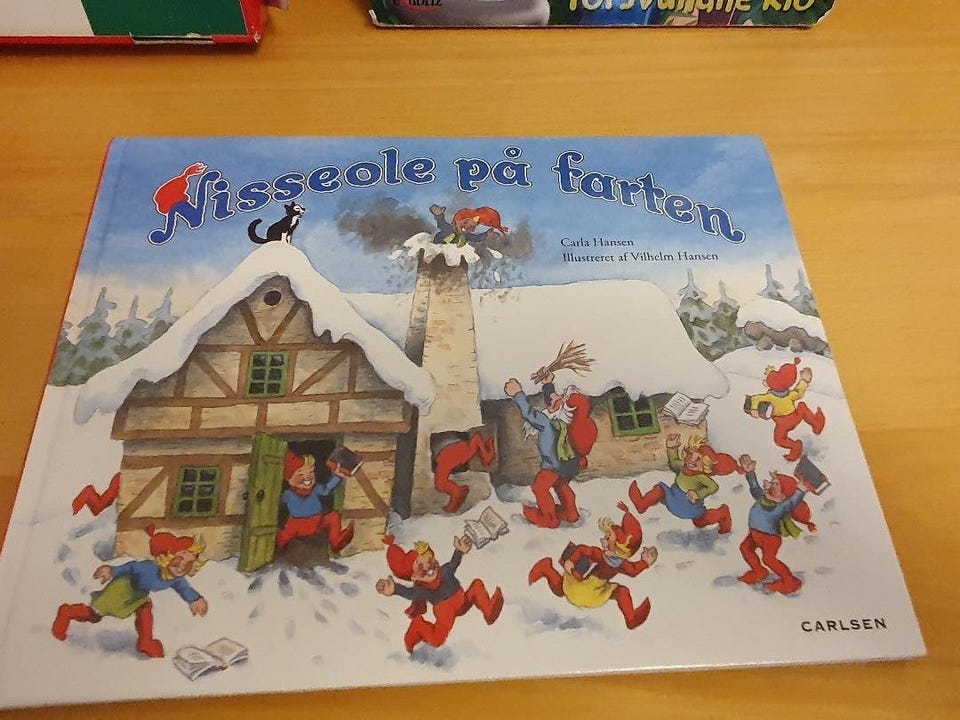 Nisseole på farten
Carla Hansen
Illustreret af Vilhelm Hansen
CARLSEN